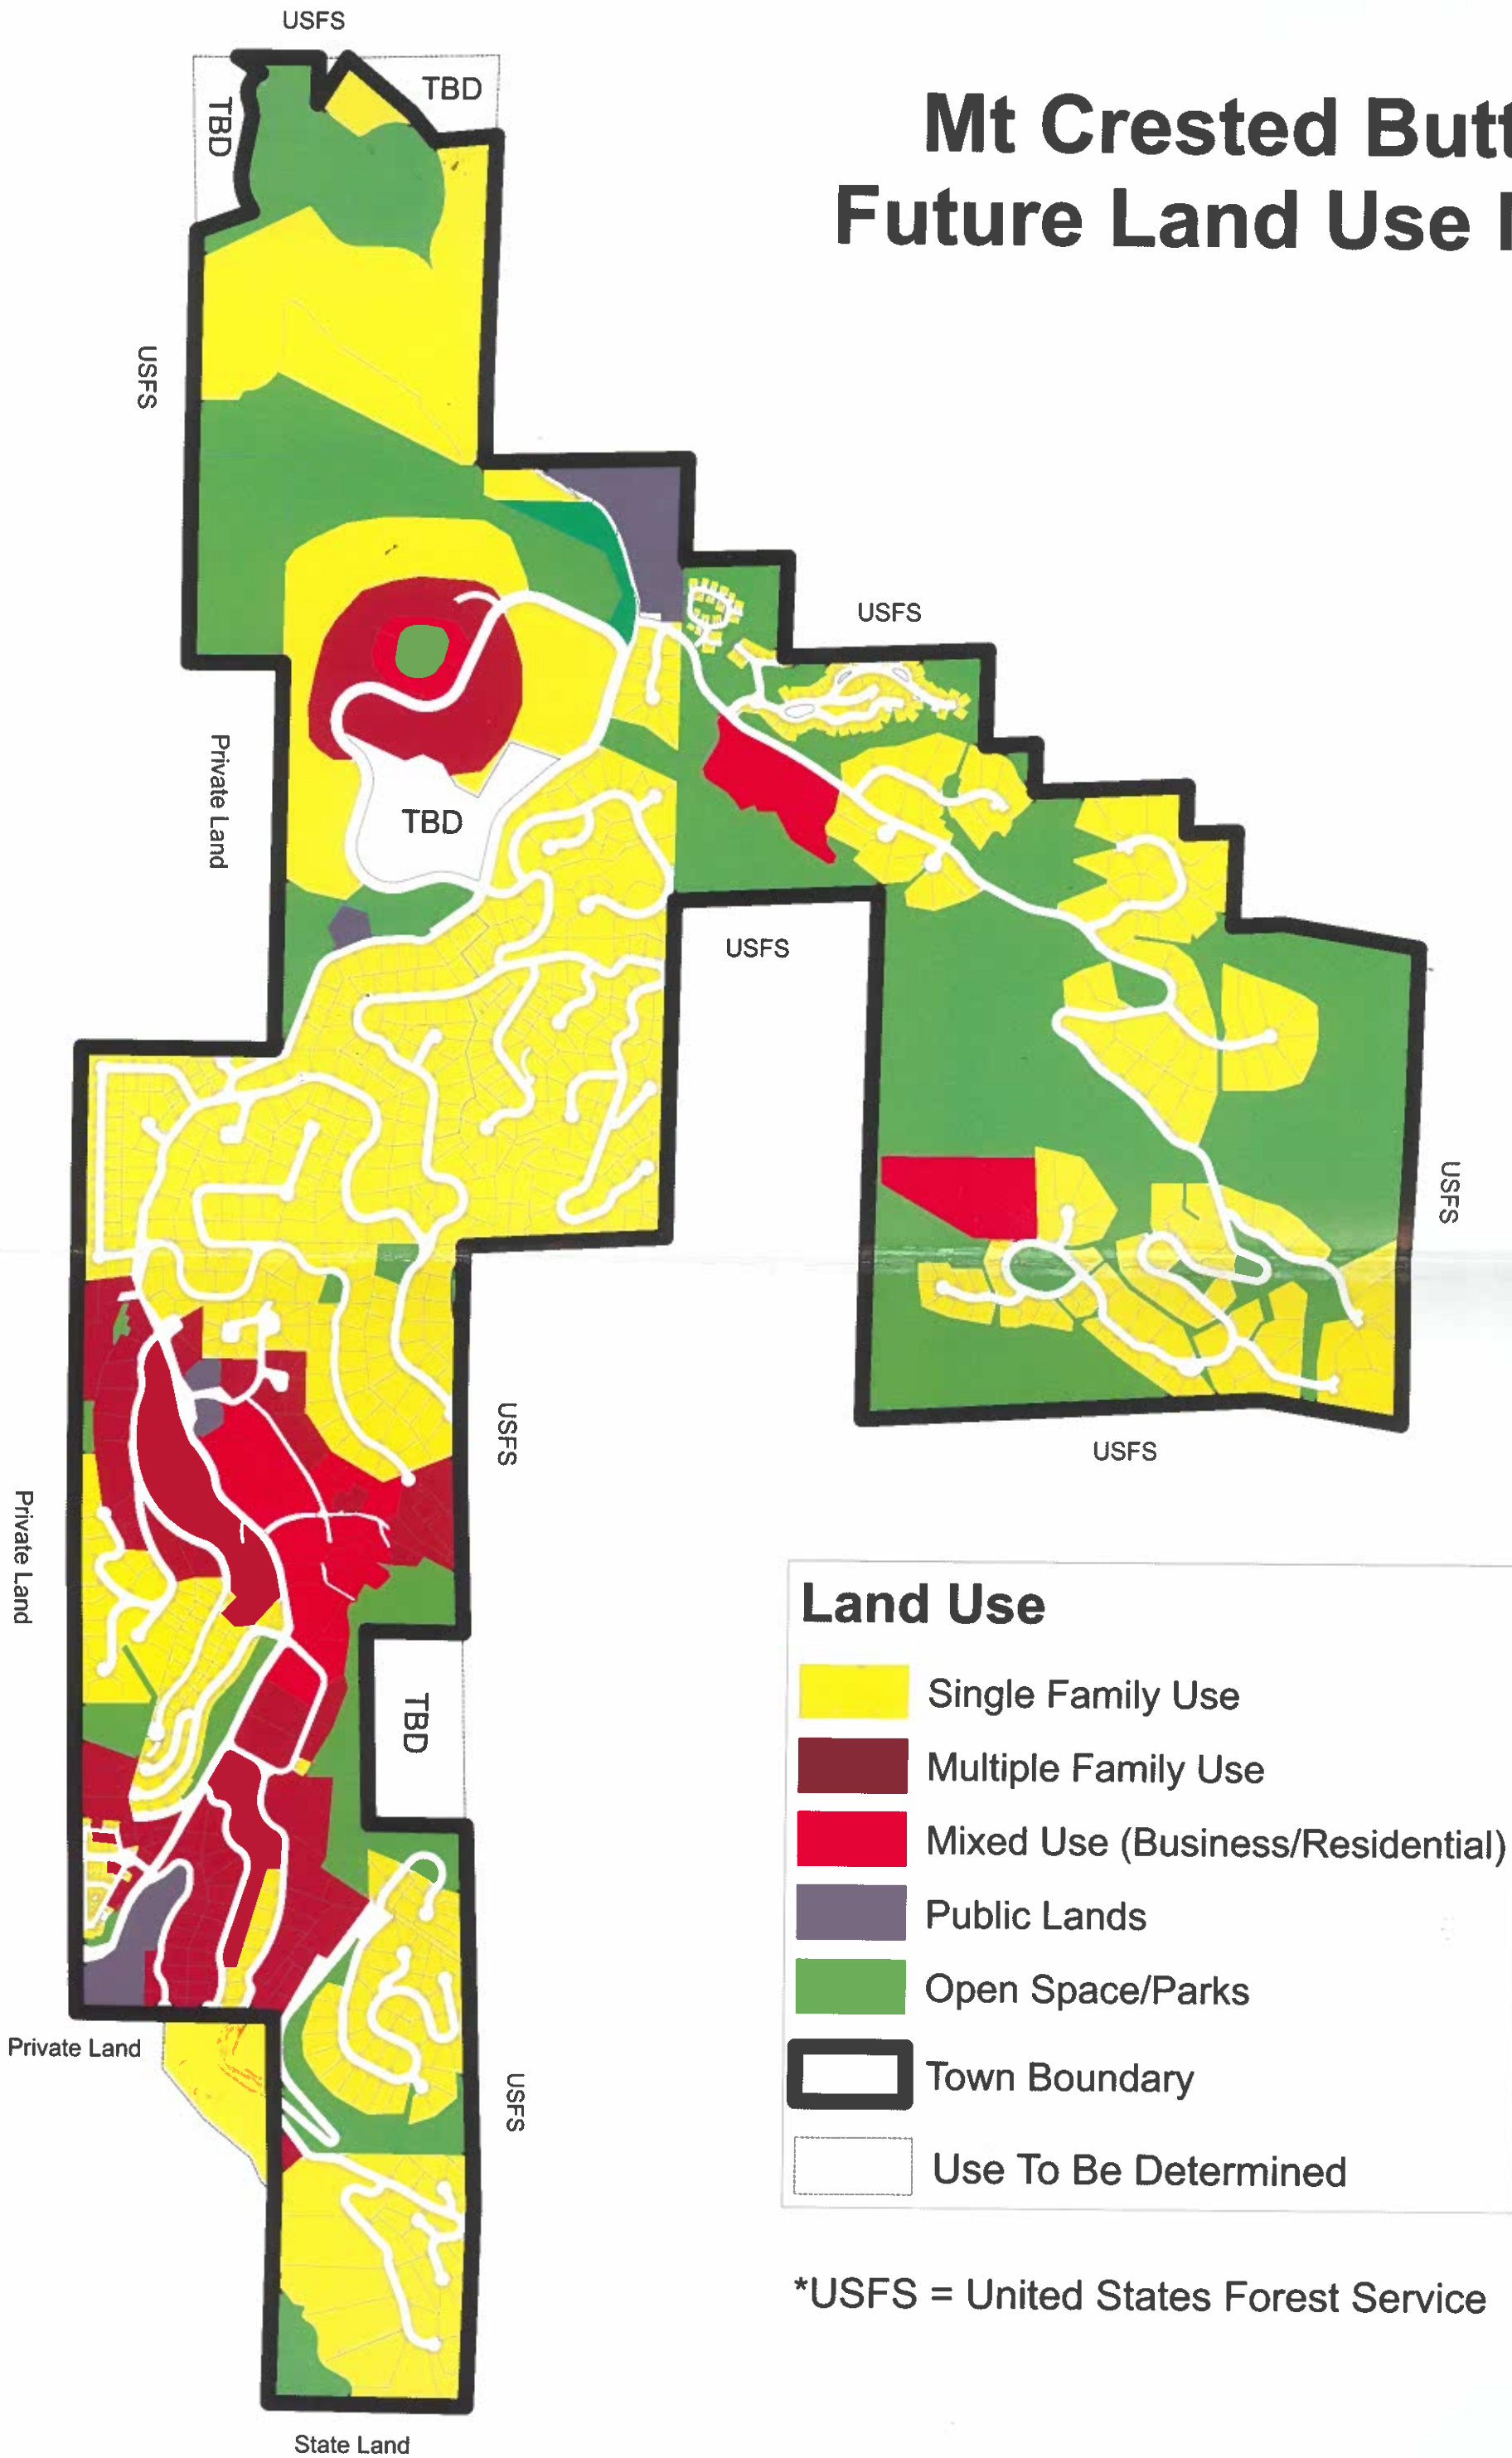 USFS
TBD
TBD
Mt Crested Butt
Future Land Use
USFS
USFS
Private Land
TBD
USFS
USFS
USFS
USFS
Private Land
TBD
Private Land
USFS
State Land
Land Use
Single Family Use
Multiple Family Use
Mixed Use (Business/Residential)
Public Lands
Open Space/Parks
Town Boundary
Use To Be Determined
*USFS = United States Forest Service